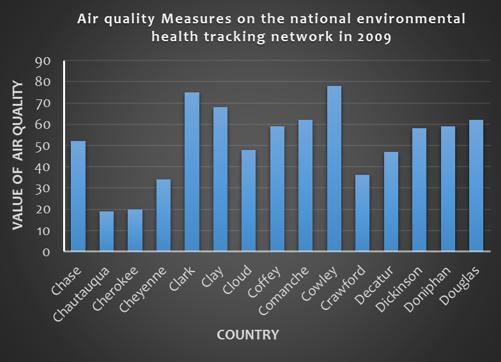 Air quality Measures on the national environmental
health tracking network in 2009
VALUE OF AIR QUALITY
90
80
70
60
50
40
30
20
10
0
Chase
Chautauqua
Cherokee
Cheyenne
Clark
Clay
Cloud
Coffey
Comanche
Cowley
Crawford
Decatur
Dickinson
Doniphan
Douglas
COUNTRY